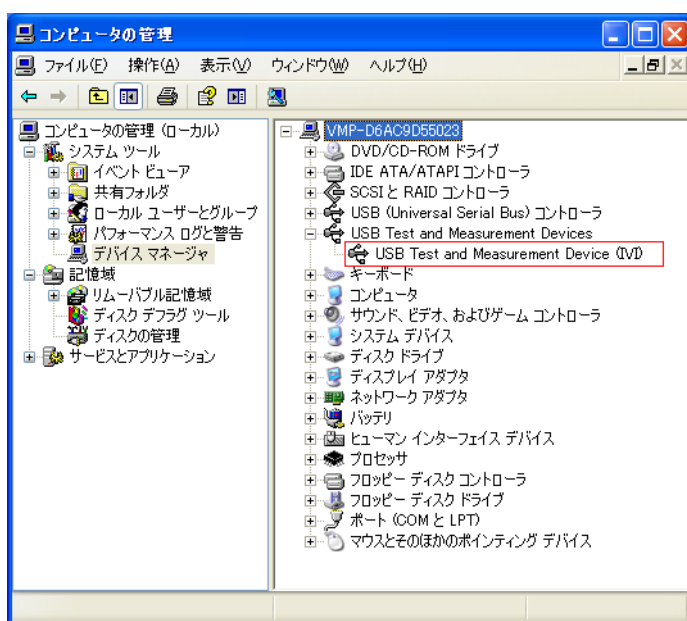 コンピュータの管理
ファイル(F) 操作(A) 表示(V) ウィンドウ(W) ヘルプ(H)
コンピュータの管理 (ローカル)
システム ツール
イベント ビューア
共有フォルダ
ローカル ユーザーとグループ
パフォーマンス ログと警告
デバイス マネージャ
記憶域
リムーバブル記憶域
ディスク デフラグ ツール
ディスクの管理
サービスとアプリケーション
VMP-D6AC9D55023
DVD/CD-ROM ドライブ
IDE ATA/ATAPI コントローラ
SCSI と RAID コントローラ
USB (Universal Serial Bus) コントローラ
USB Test and Measurement Devices
USB Test and Measurement Device (IVI)
キーボード
コンピュータ
サウンド、ビデオ、およびゲーム コントローラ
システム デバイス
ディスク ドライブ
ディスプレイ アダプタ
ネットワーク アダプタ
バッテリ
ヒューマン インターフェイス デバイス
プロセッサ
フロッピー ディスク コントローラ
フロッピー ディスク ドライブ
ポート (COM と LPT)
マウスとそのほかのポインティング デバイス